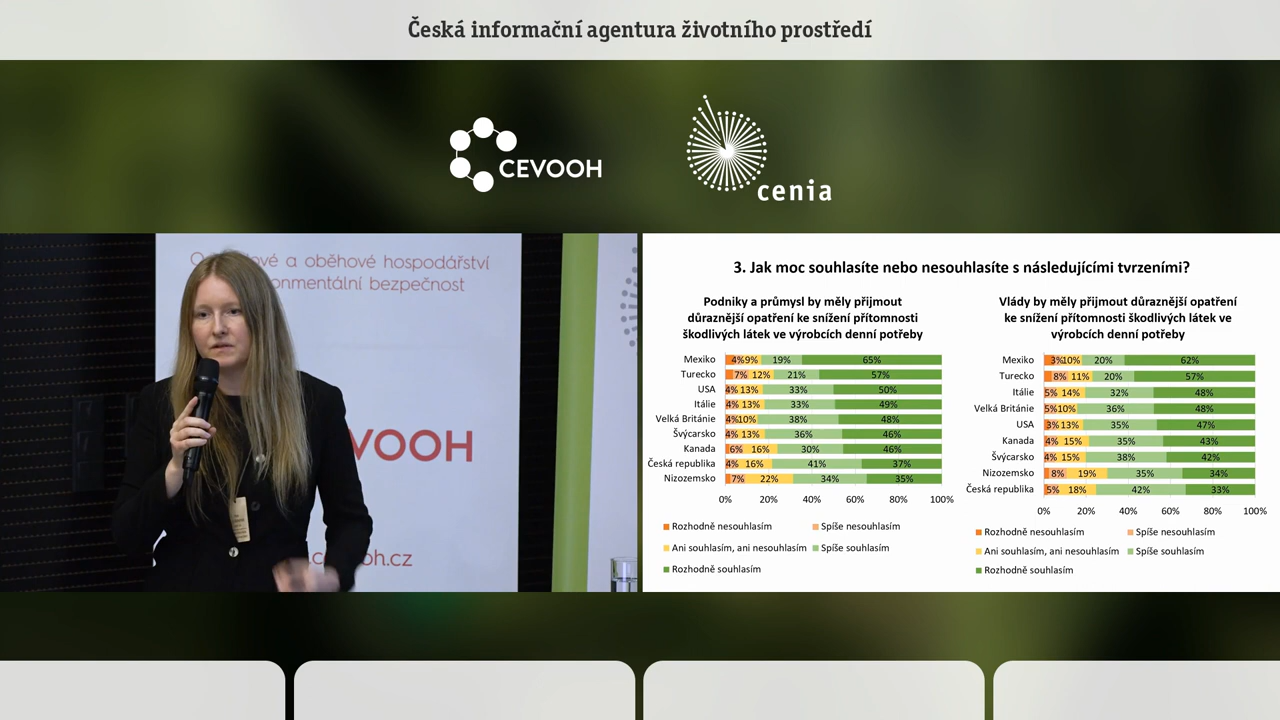 Česká informační agentura životního prostředí
CEVOOH
cenia
vé a oběhové hospodářství
bezpečnost
VOOH
oh.cz
3. Jak moc souhlasíte nebo nesouhlasíte s následujícími tvrzeními?
Podniky a průmysl by měly přijmout
důraznější opatření ke snížení přítomnosti
škodlivých látek ve výrobcích denní potřeby
Mexiko 4% 9% 19% 65%
Turecko 7% 12% 21% 57%
USA 4% 13% 33% 50%
Itálie 4% 13% 33% 49%
Velká Británie 4% 10% 38% 48%
Švýcarsko 4% 13% 36% 46%
Kanada 6% 16% 30% 46%
Česká republika 4% 16% 41% 37%
Nizozemsko 7% 22% 34% 35%
0% 20% 40% 60% 80% 100%
Rozhodně nesouhlasím Spíše nesouhlasím
Ani souhlasím, ani nesouhlasím Spíše souhlasím
Rozhodně souhlasím
Vlády by měly přijmout důraznější opatření
ke snížení přítomnosti škodlivých látek ve
výrobcích denní potřeby
Mexiko 3% 10% 20% 62%
Turecko 8% 11% 20% 57%
Itálie 5% 14% 32% 48%
Velká Británie 5% 10% 36% 48%
USA 3% 13% 35% 47%
Kanada 4% 15% 35% 43%
Švýcarsko 4% 15% 38% 42%
Nizozemsko 8% 19% 35% 34%
Česká republika 5% 18% 42% 33%
0% 20% 40% 60% 80% 100%
Rozhodně nesouhlasím Spíše nesouhlasím
Ani souhlasím, ani nesouhlasím Spíše souhlasím
Rozhodně souhlasím